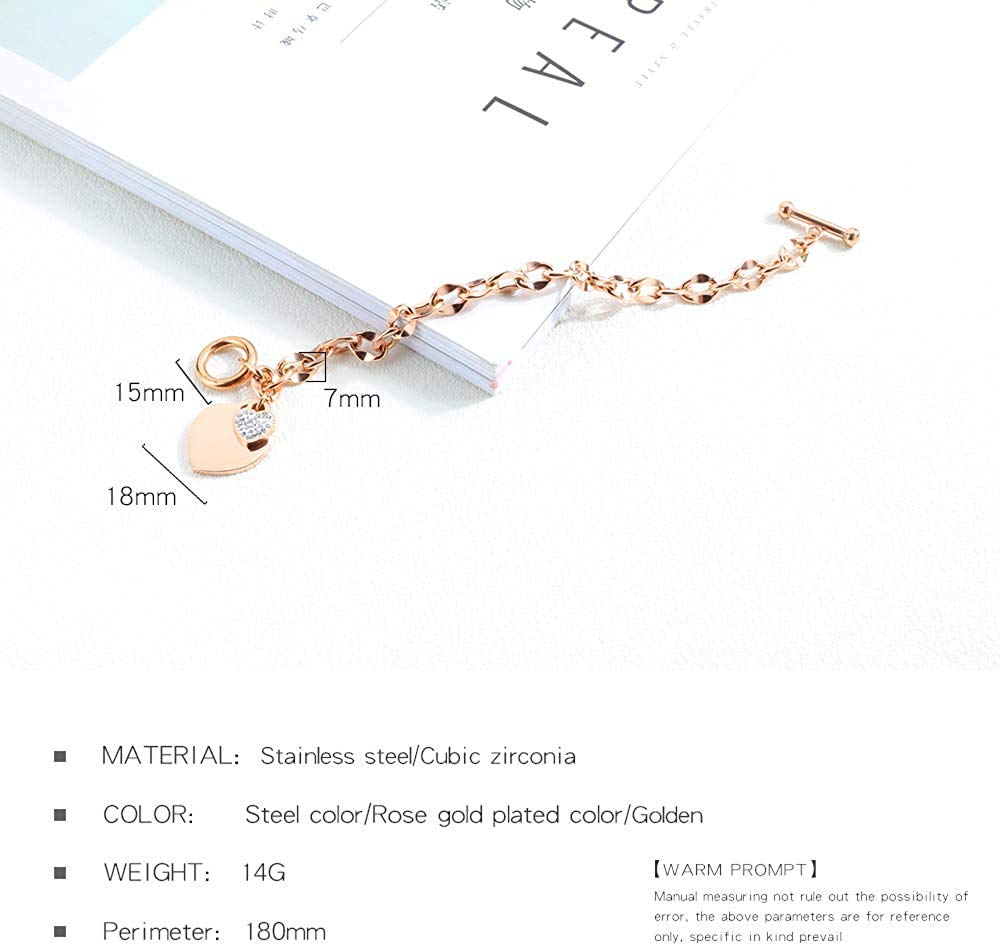 DEAL
& STYLE
15mm
7mm
18mm
MATERIAL: Stainless steel/Cubic zirconia
COLOR: Steel color/Rose gold plated color/Golden
WEIGHT: 14G
Perimeter: 180mm
【WARM PROMPT】
Manual measuring not rule out the possibility of
error, the above parameters are for reference
only, specific in kind prevail